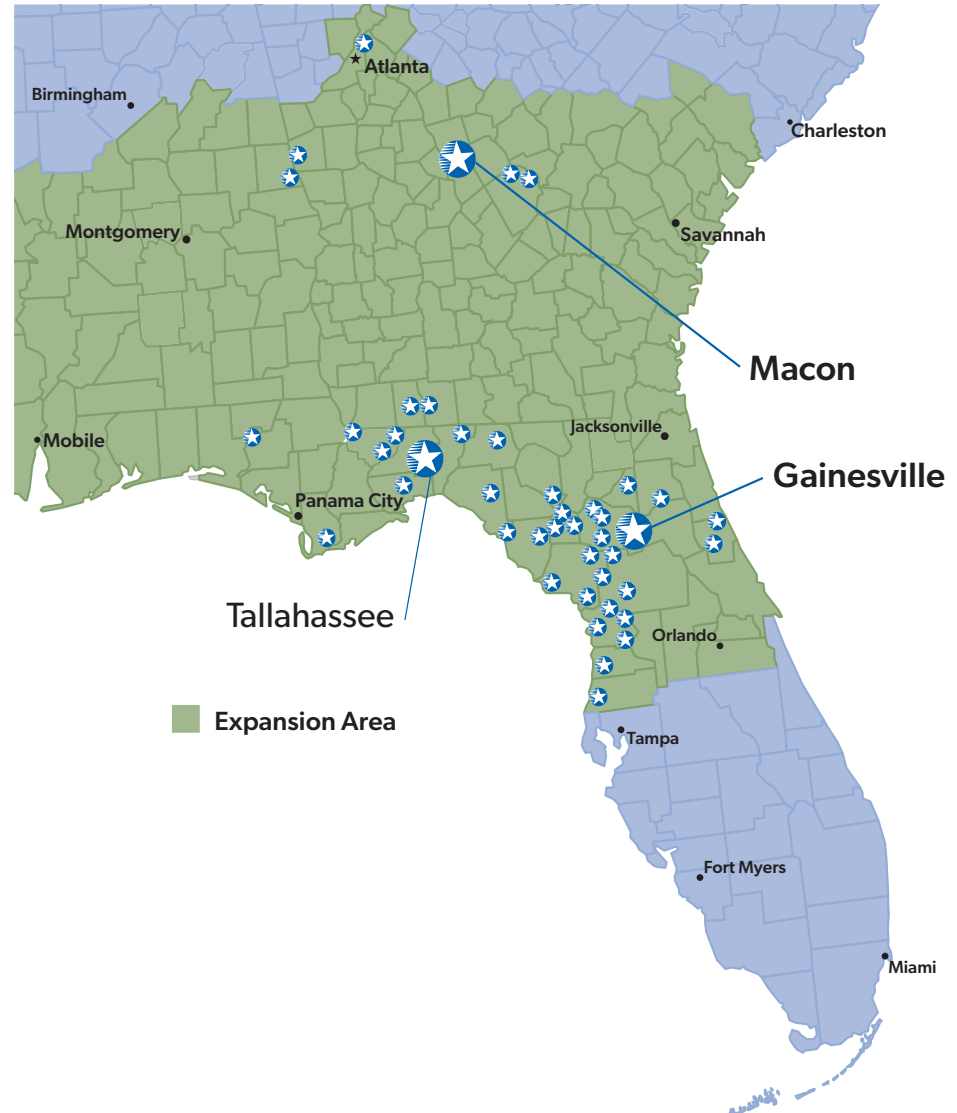 Atlanta
Birmingham
Charleston
Montgomery
Savannah
Macon
Mobile
Jacksonville
Gainesville
Panama City
Tallahassee
Orlando
Expansion Area
Tampa
Fort Myers
Miami